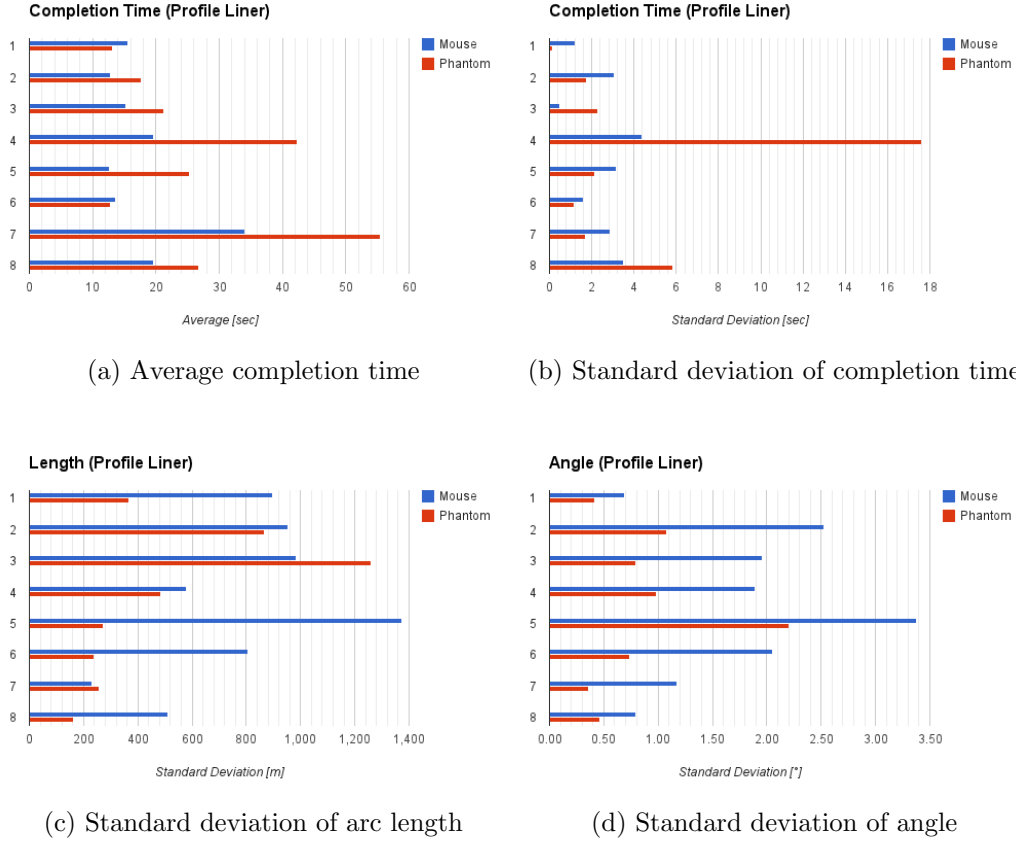 Completion Time (Profile Liner)
1
2
3
4
5
6
7
8
0 10 20 30 40 50 60
Average [sec]
Mouse
Phantom
(a) Average completion time
Completion Time (Profile Liner)
1
2
3
4
5
6
7
8
0 2 4 6 8 10 12 14 16 18
Standard Deviation [sec]
Mouse
Phantom
(b) Standard deviation of completion time
Length (Profile Liner)
1
2
3
4
5
6
7
8
0 200 400 600 800 1,000 1,200 1,400
Standard Deviation [m]
Mouse
Phantom
(c) Standard deviation of arc length
Angle (Profile Liner)
1
2
3
4
5
6
7
8
0.00 0.50 1.00 1.50 2.00 2.50 3.00 3.50
Standard Deviation [°]
Mouse
Phantom
(d) Standard deviation of angle